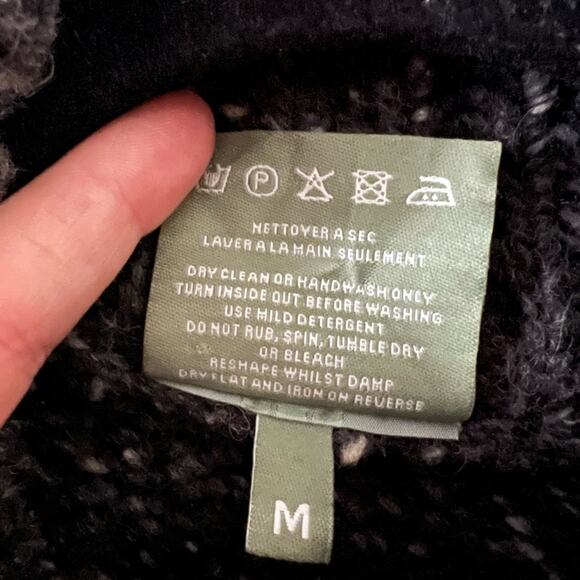 P
NETTOYER A SEC
LAVER A LA MAIN SEULEMENT
DRY CLEAN OR HANDWASH ONLY
TURN INSIDE OUT BEFORE WASHING
USE MILD DETERGENT
DO NOT RUB, SPIN, TUMBLE DRY
OR BLEACH
RESHAPE WHILST DAMP
DRY FLAT AND IRON ON REVERSE
M